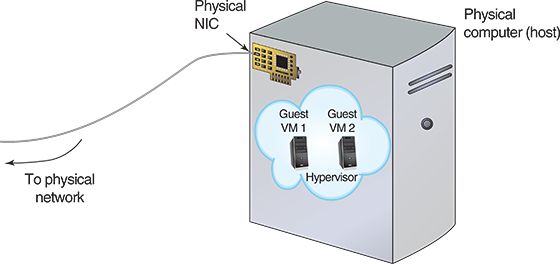 Physical
NIC
Physical
computer (host)
Guest
VM 1
Guest
VM 2
Hypervisor
To physical
network